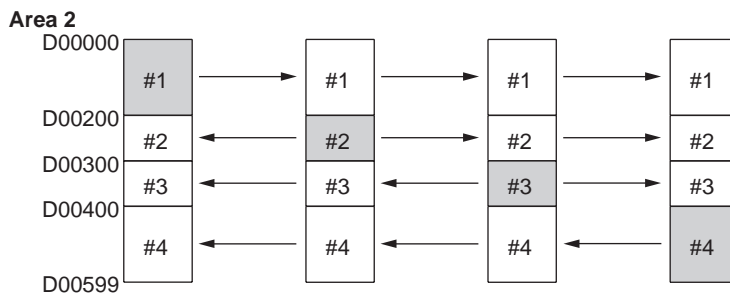 Area 2
D00000
#1 #1 #1 #1
D00200
#2 #2 #2 #2
D00300
#3 #3 #3 #3
D00400
#4 #4 #4 #4
D00599